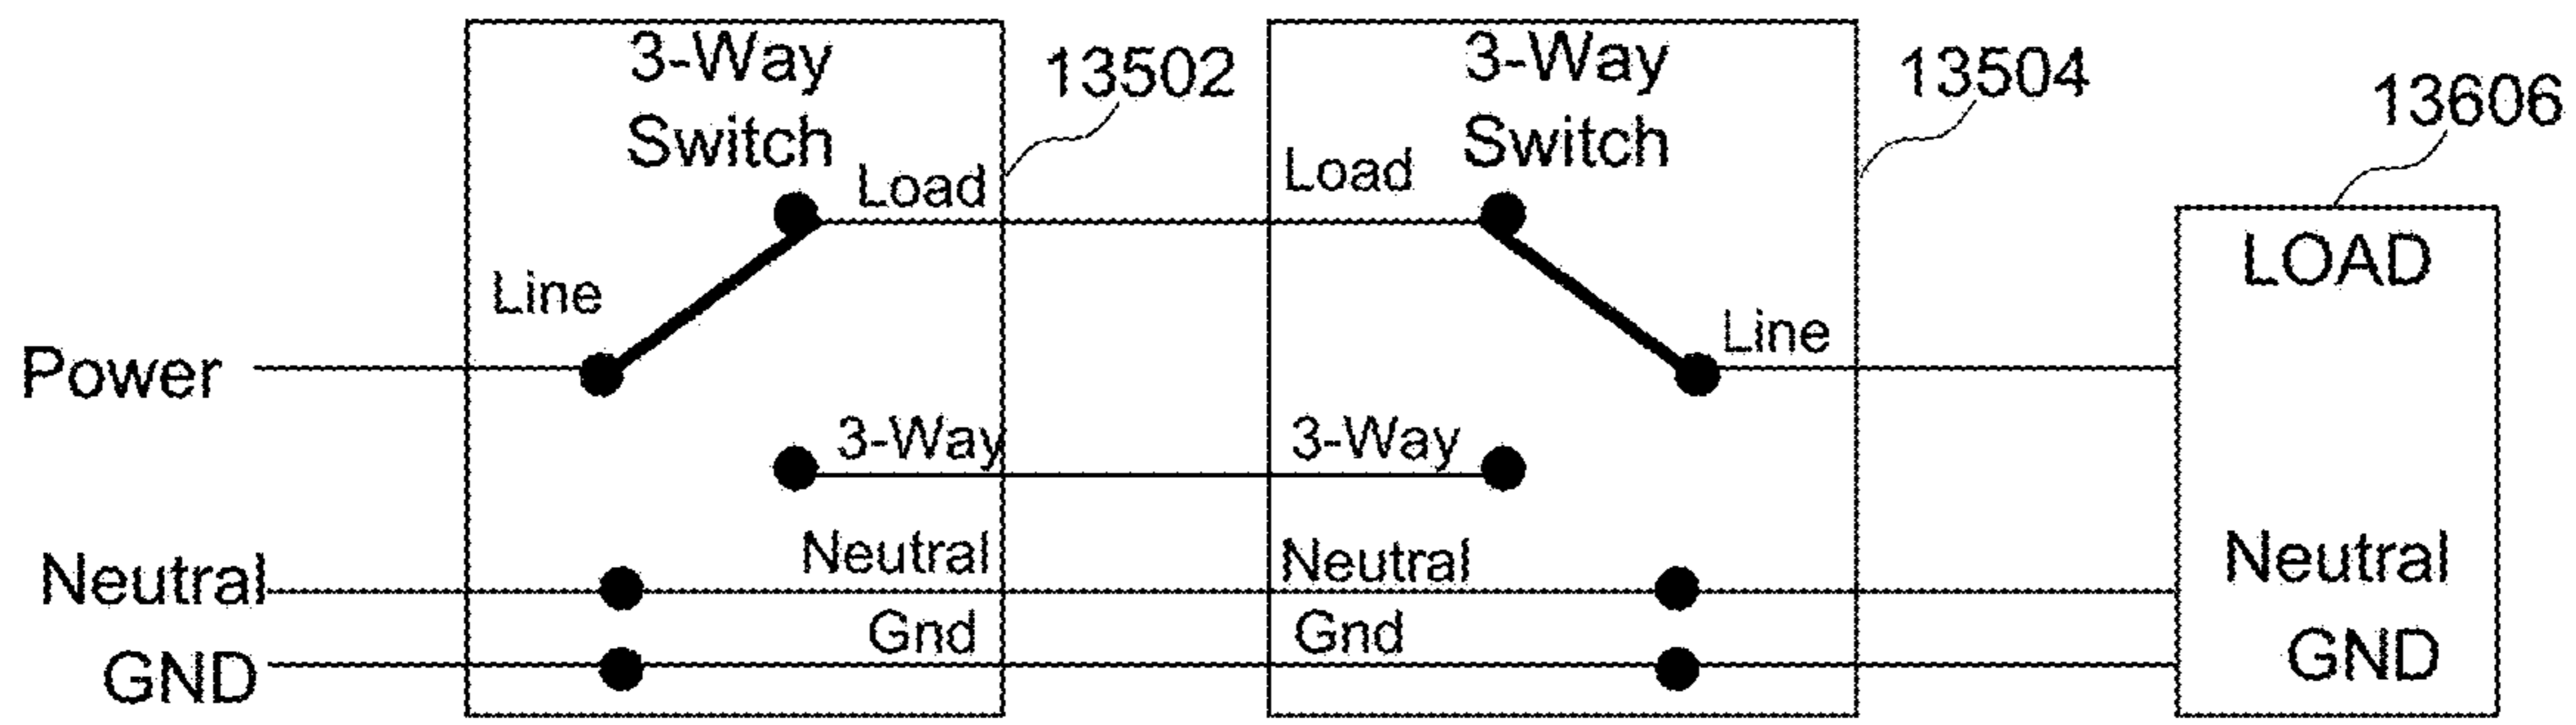 3-Way
Switch
13502
3-Way
Switch
13504
13606
Load
Load
LOAD
Line
Line
Power
3-Way
3-Way
Neutral
Neutral
Neutral
Neutral
GND
Gnd
Gnd
GND